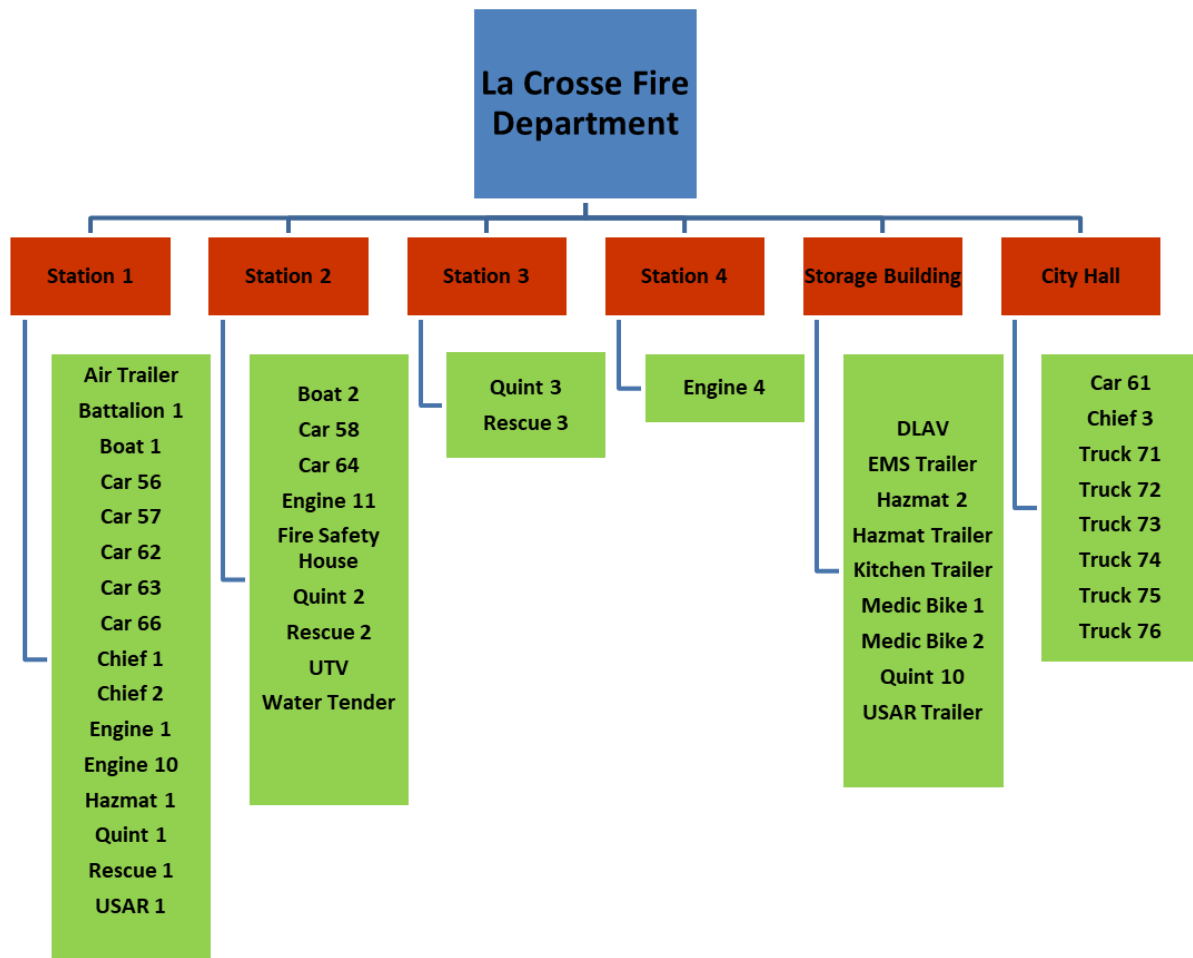 La Crosse Fire
Department
Station 1
Station 2
Station 3
Station 4
Storage Building
City Hall
Air Trailer
Battalion 1
Boat 1
Car 56
Car 57
Car 62
Car 63
Car 66
Chief 1
Chief 2
Engine 1
Engine 10
Hazmat 1
Quint 1
Rescue 1
USAR 1
Boat 2
Car 58
Car 64
Engine 11
Fire Safety
House
Quint 2
Rescue 2
UTV
Water Tender
Quint 3
Rescue 3
Engine 4
DLAV
EMS Trailer
Hazmat 2
Hazmat Trailer
Kitchen Trailer
Medic Bike 1
Medic Bike 2
Quint 10
USAR Trailer
Car 61
Chief 3
Truck 71
Truck 72
Truck 73
Truck 74
Truck 75
Truck 76